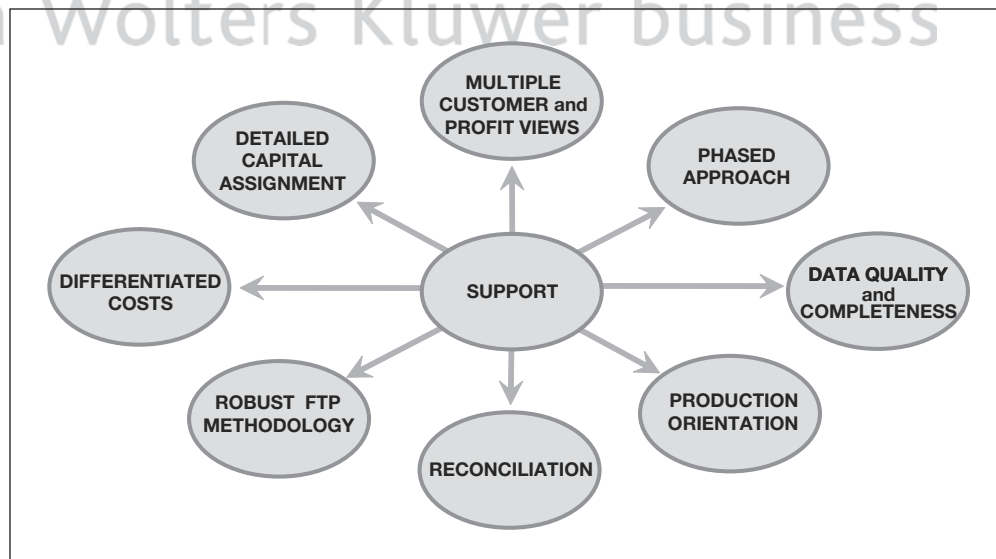 Wolters Kluwer business
MULTIPLE
CUSTOMER and
PROFIT VIEWS
DETAILED
CAPITAL
ASSIGNMENT
PHASED
APPROACH
DIFFERENTIATED
COSTS
SUPPORT
DATA QUALITY
and
COMPLETENESS
ROBUST FTP
METHODOLOGY
RECONCILIATION
PRODUCTION
ORIENTATION